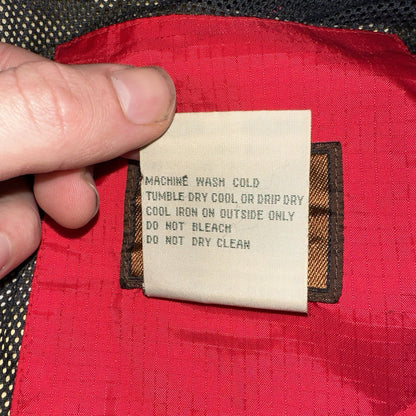 MACHINE WASH COLD
TUMBLE DRY COOL OR DRIP DRY
COOL IRON ON OUTSIDE ONLY
DO NOT BLEACH
DO NOT DRY CLEAN